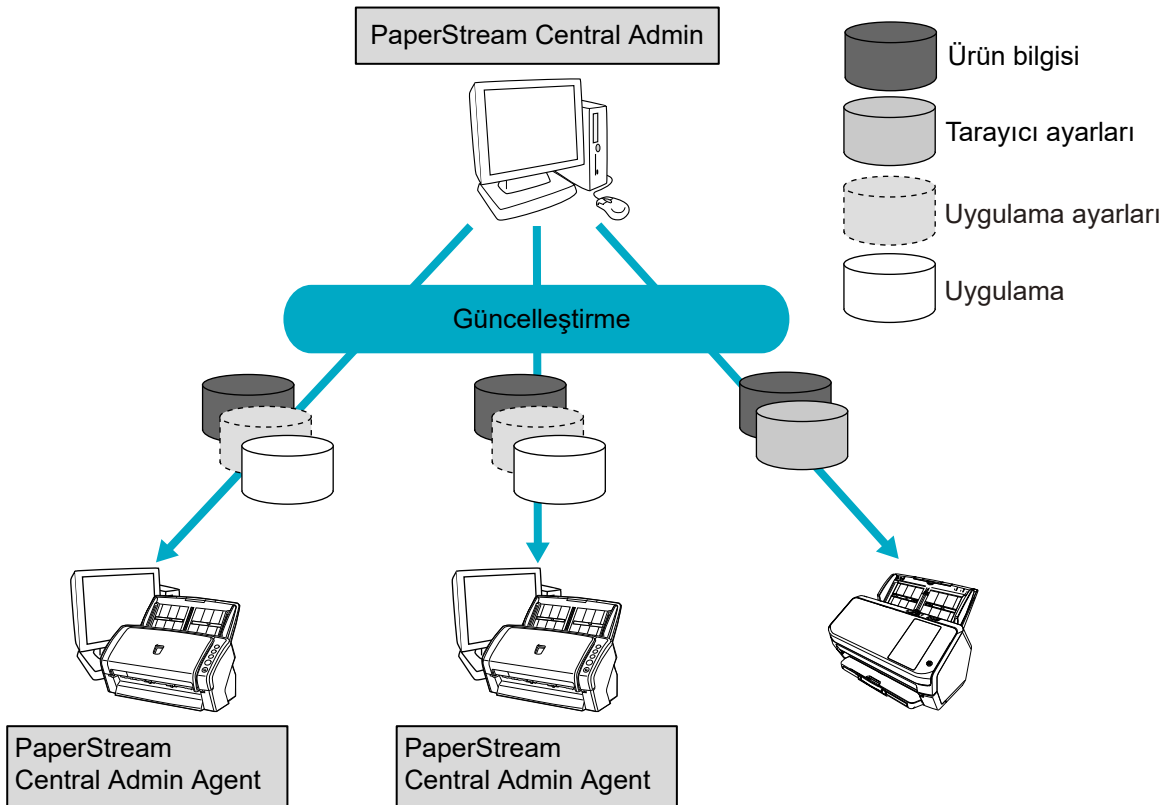 PaperStream Central Admin
Ürün bilgisi
Tarayıcı ayarları
Uygulama ayarları
Uygulama
Güncelleştirme
PaperStream
Central Admin Agent
PaperStream
Central Admin Agent